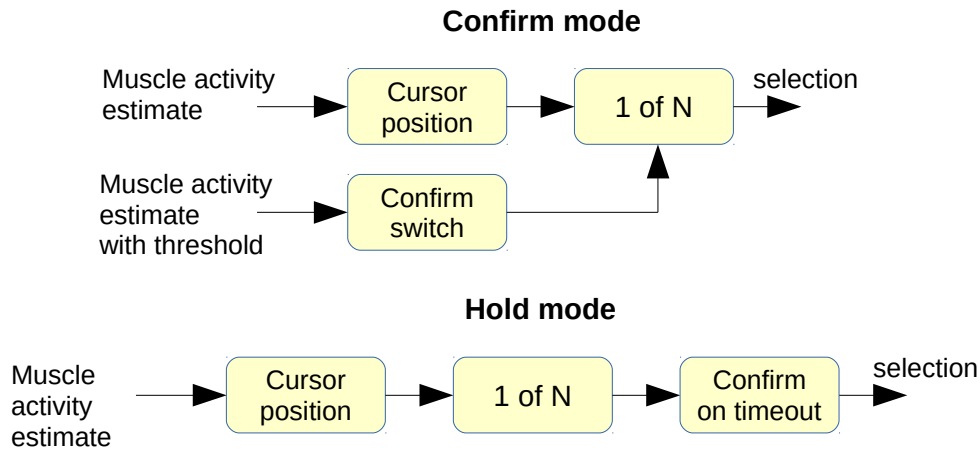 Confirm mode
Muscle activity
estimate
Cursor
position
1 of N
selection
Muscle activity
estimate
with threshold
Confirm
switch
Hold mode
Muscle
activity
estimate
Cursor
position
1 of N
Confirm
on timeout
selection